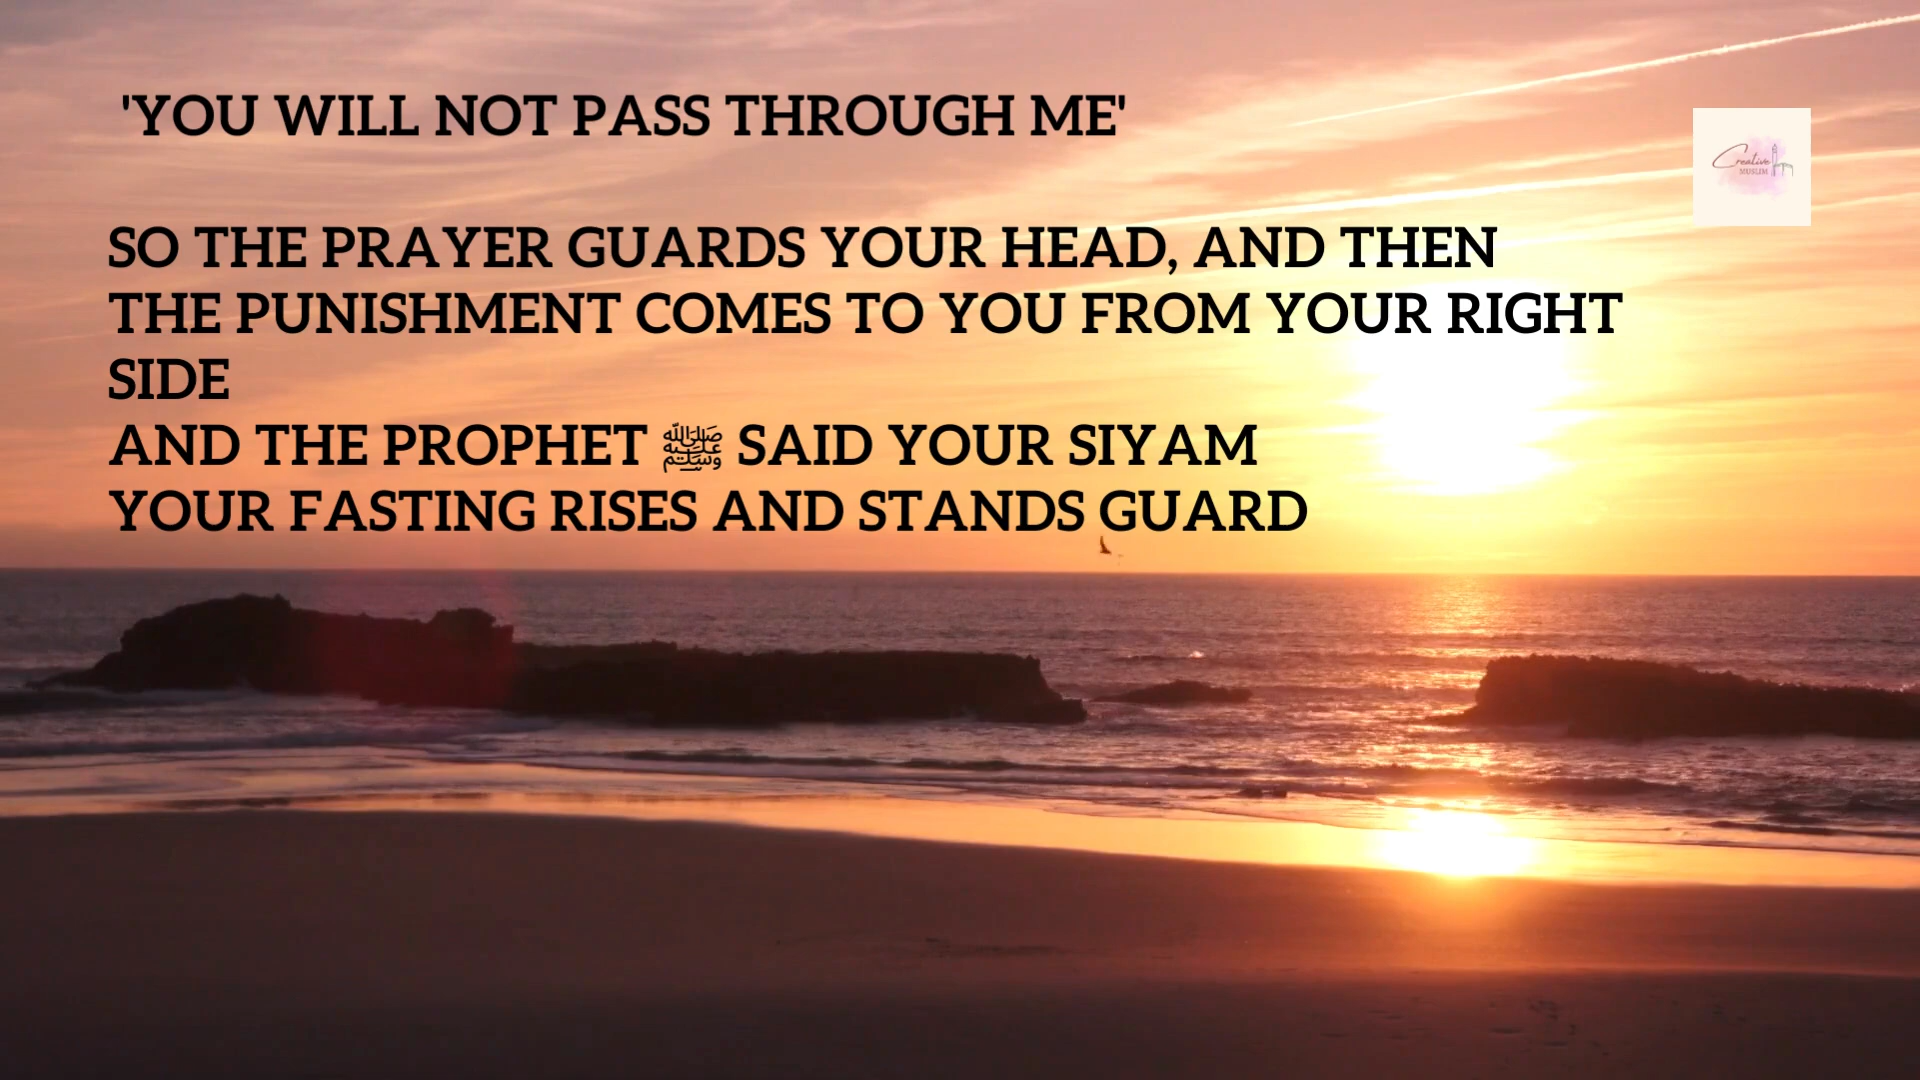 'YOU WILL NOT PASS THROUGH ME'
Creative
MUSLIM
SO THE PRAYER GUARDS YOUR HEAD, AND THEN
THE PUNISHMENT COMES TO YOU FROM YOUR RIGHT
SIDE
AND THE PROPHET ﷺ SAID YOUR SIYAM
YOUR FASTING RISES AND STANDS GUARD